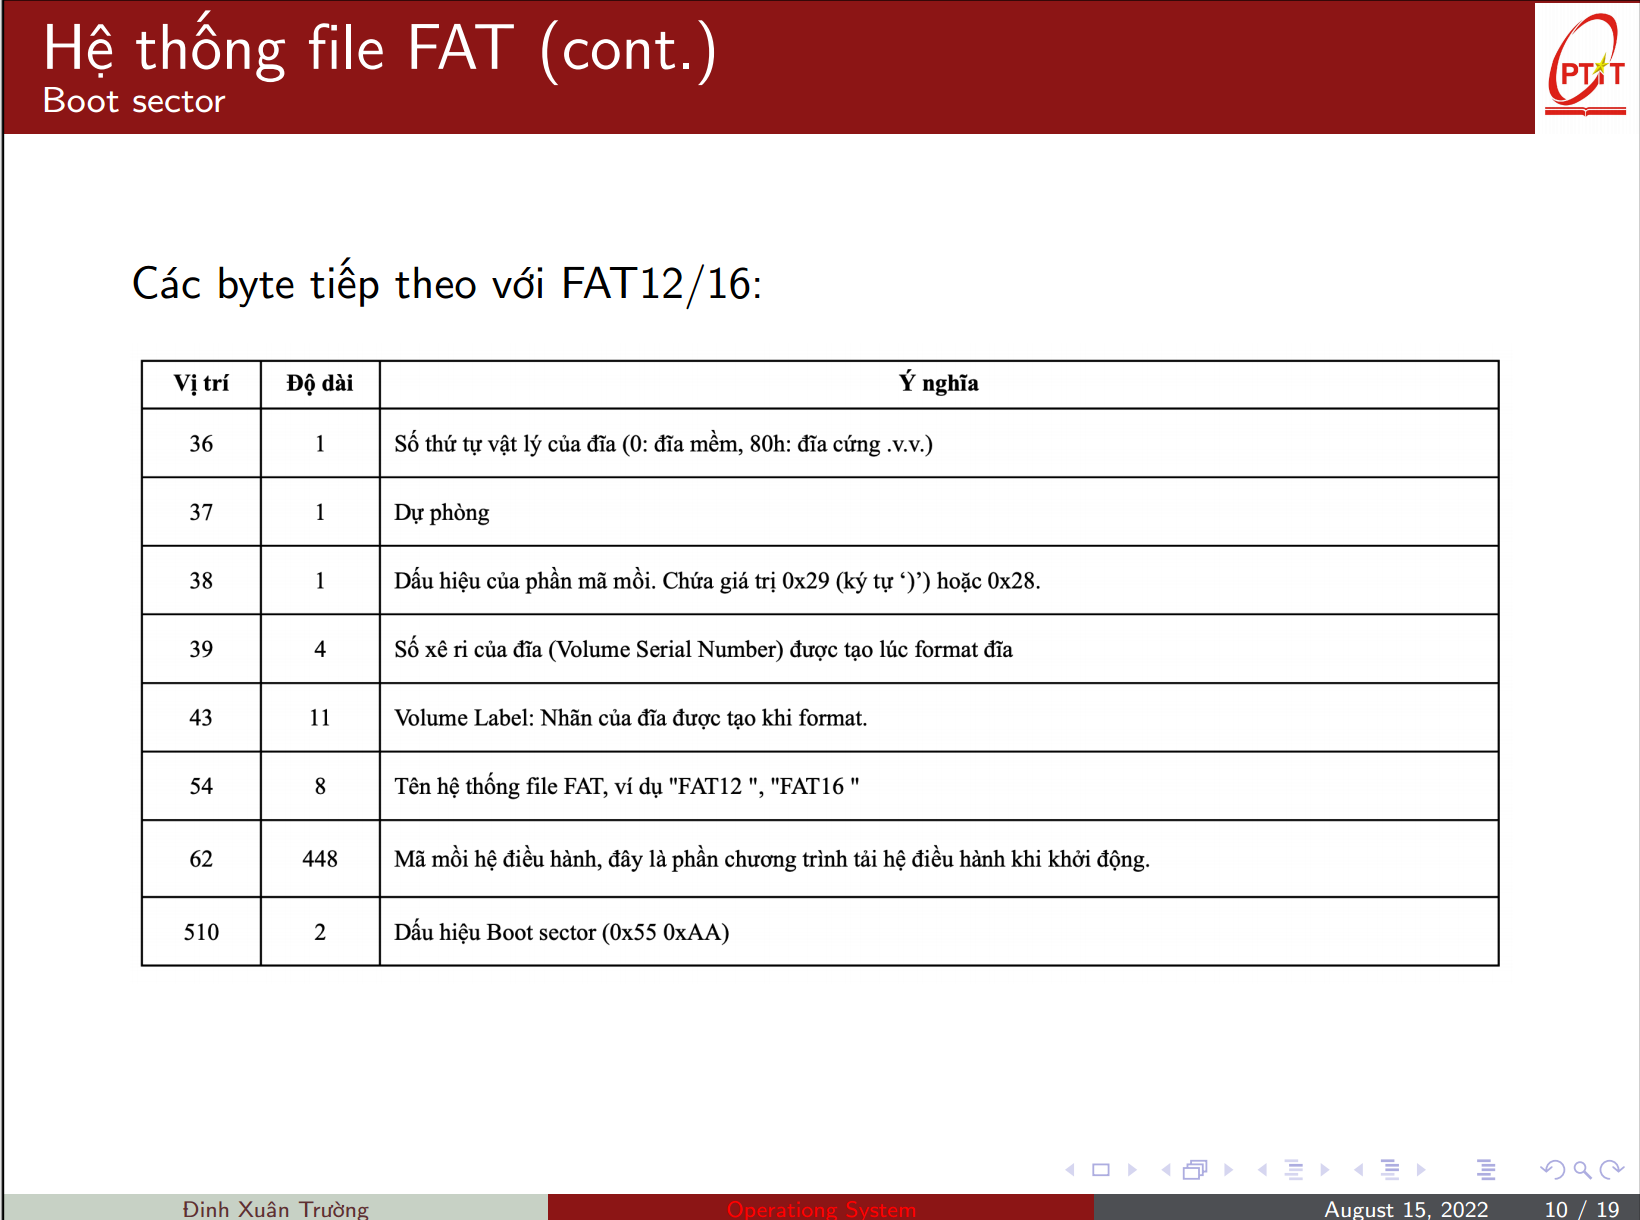 Hệ thống file FAT (cont.)
Boot sector
PTIT
Các byte tiếp theo với FAT12/16:
Vị trí Độ dài Ý nghĩa
36 1 Số thứ tự vật lý của đĩa (0: đĩa mềm, 80h: đĩa cứng .v.v.)
37 1 Dự phòng
38 1 Dấu hiệu của phần mã mồi. Chứa giá trị 0x29 (ký tự ‘)’) hoặc 0x28.
39 4 Số xê ri của đĩa (Volume Serial Number) được tạo lúc format đĩa
43 11 Volume Label: Nhãn của đĩa được tạo khi format.
54 8 Tên hệ thống file FAT, ví dụ "FAT12 ", "FAT16 "
62 448 Mã mồi hệ điều hành, đây là phần chương trình tải hệ điều hành khi khởi động.
510 2 Dấu hiệu Boot sector (0x55 0xAA)
Đinh Xuân Trường Operationg System August 15, 2022 10 / 19